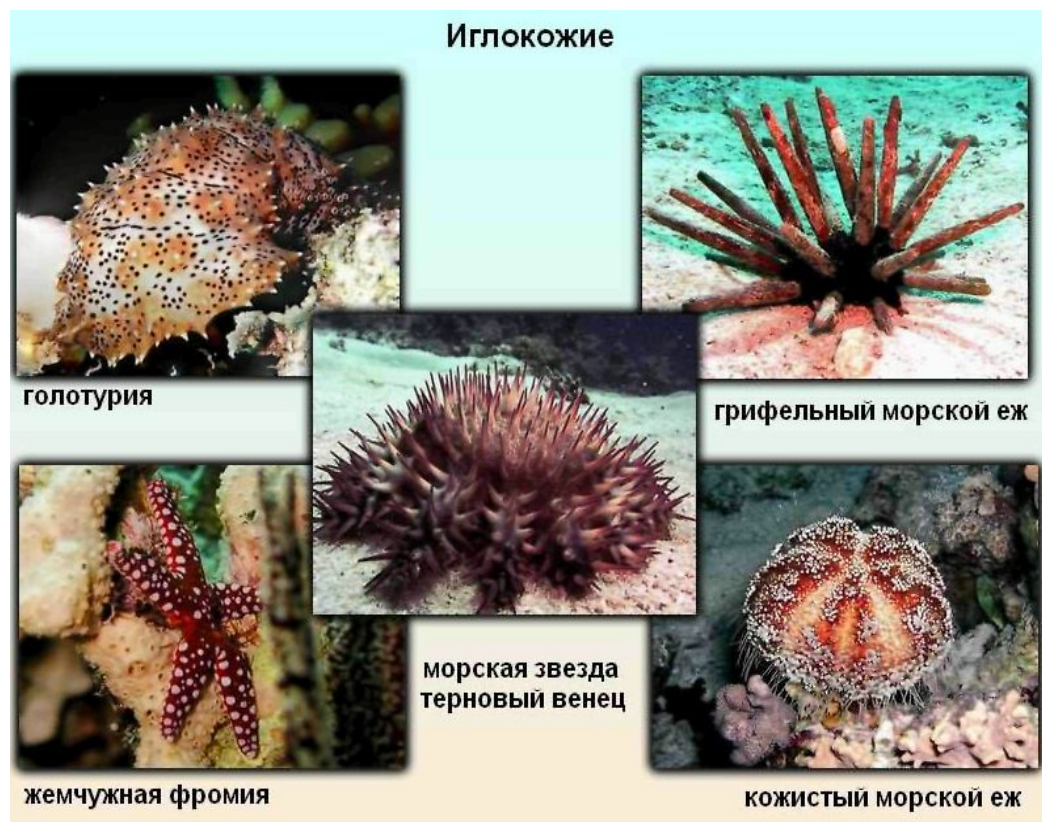 Иглокожие
голотурия
грифельный морской еж
морская звезда
терновый венец
жемчужная фромия
кожистый морской еж